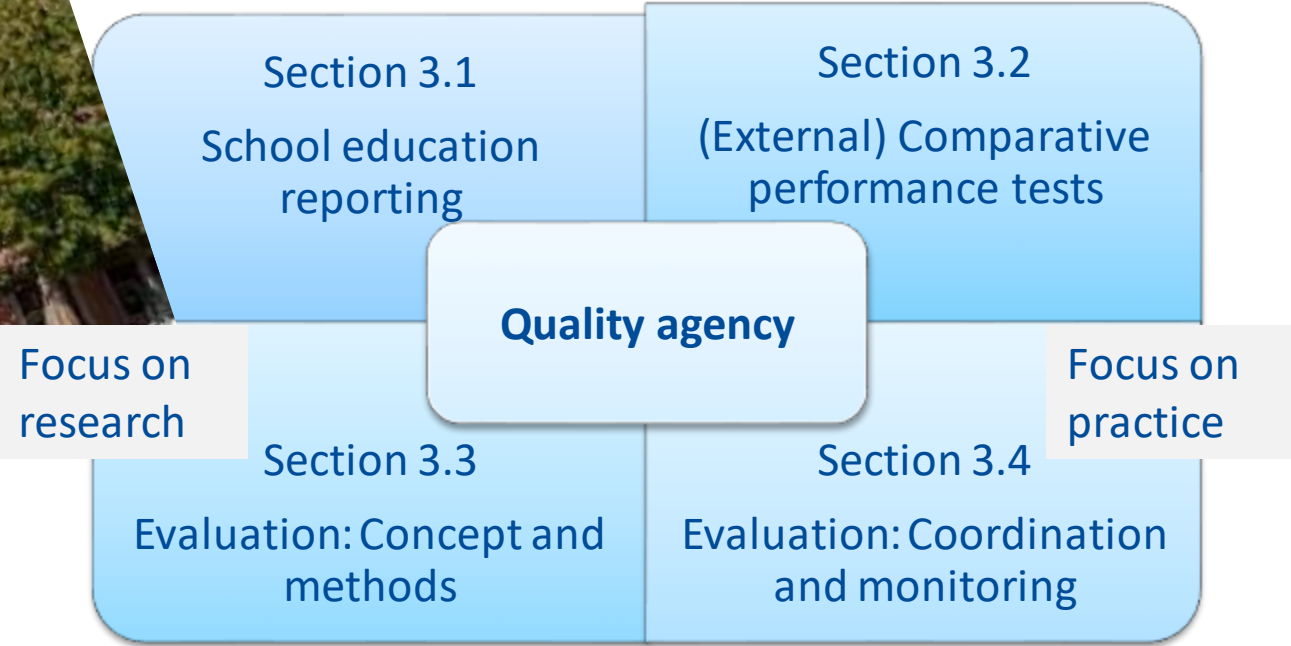 Section 3.1
School education
reporting
Section 3.2
(External) Comparative
performance tests
Quality agency
Focus on
research
Focus on
practice
Section 3.3
Evaluation: Concept and
methods
Section 3.4
Evaluation: Coordination
and monitoring